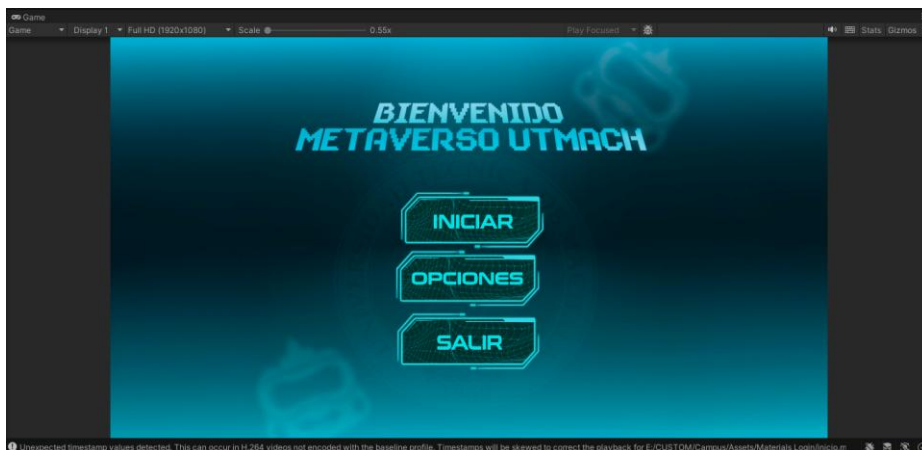 Game
Game Display 1 Full HD (1920x1080) Scale 0.55x Play Focused Stats Gizmos
BIENVENIDO
METAVERSO UTMACH
INICIAR
OPCIONES
SALIR
Unexpected timestamp values detected. This can occur in H.264 videos not encoded with the baseline profile. Timestamps will be skewed to correct the playback for E:/CUSTOM/Campus/Assets/Materials Login/Inicio.m